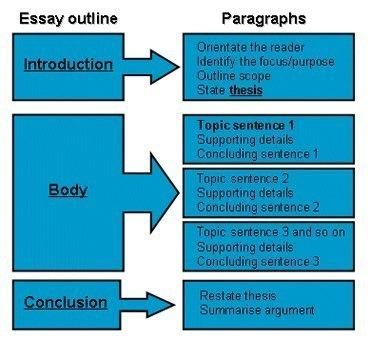 Essay outline
Paragraphs
Introduction
Orientate the reader
Identify the focus/purpose
Outline scope
State thesis
Body
Topic sentence 1
Supporting details
Concluding sentence 1
Topic sentence 2
Supporting details
Concluding sentence 2
Topic sentence 3 and so on
Supporting details
Concluding sentence 3
Conclusion
Restate thesis
Summarise argument